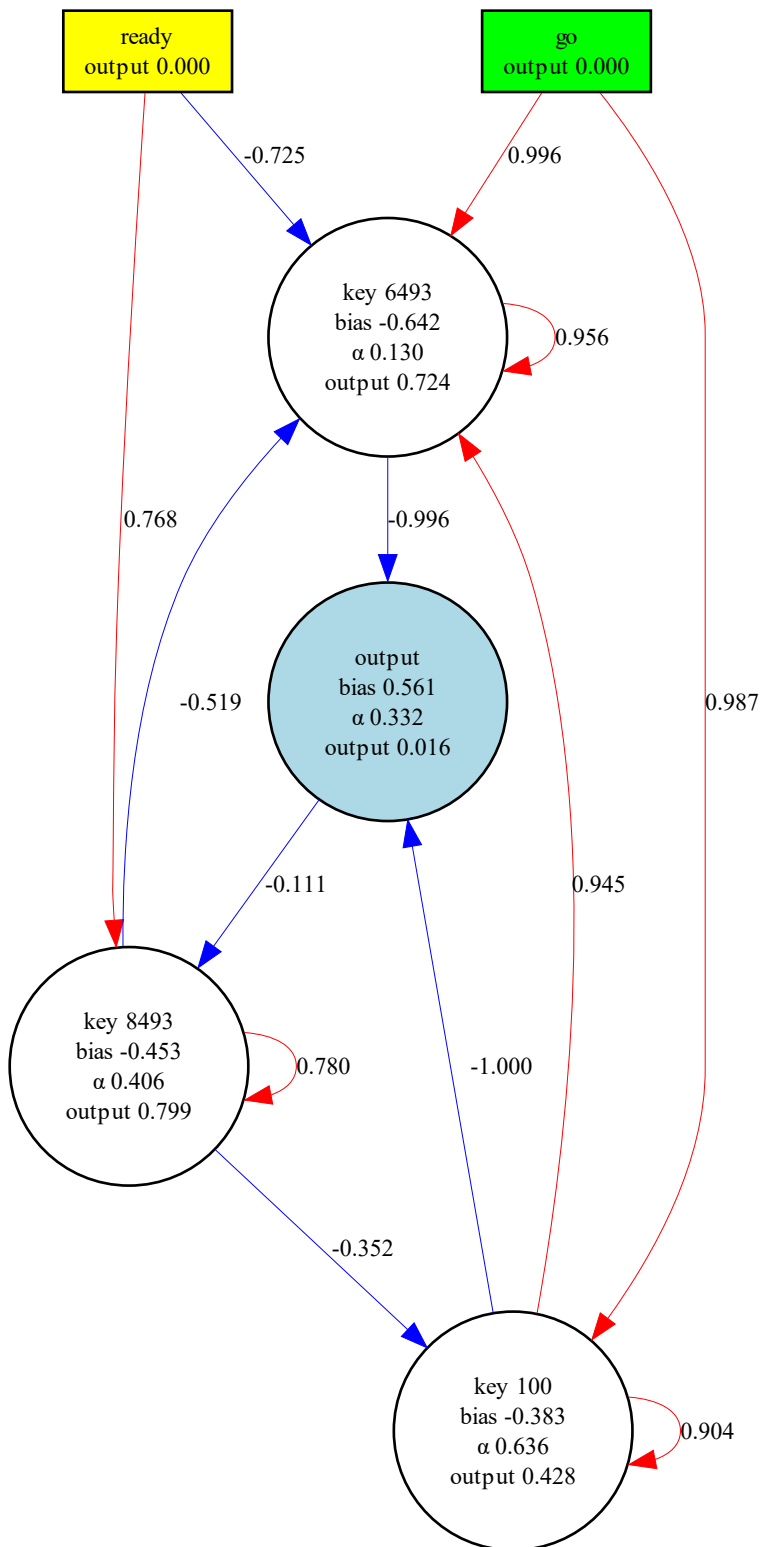 ready
output 0.000
go
output 0.000
-0.725
0.996
key 6493
bias -0.642
α 0.130
output 0.724
0.956
0.768
-0.996
-0.519
output
bias 0.561
α 0.332
output 0.016
0.987
-0.111
0.945
key 8493
bias -0.453
α 0.406
output 0.799
0.780
-1.000
-0.352
key 100
bias -0.383
α 0.636
output 0.428
0.904